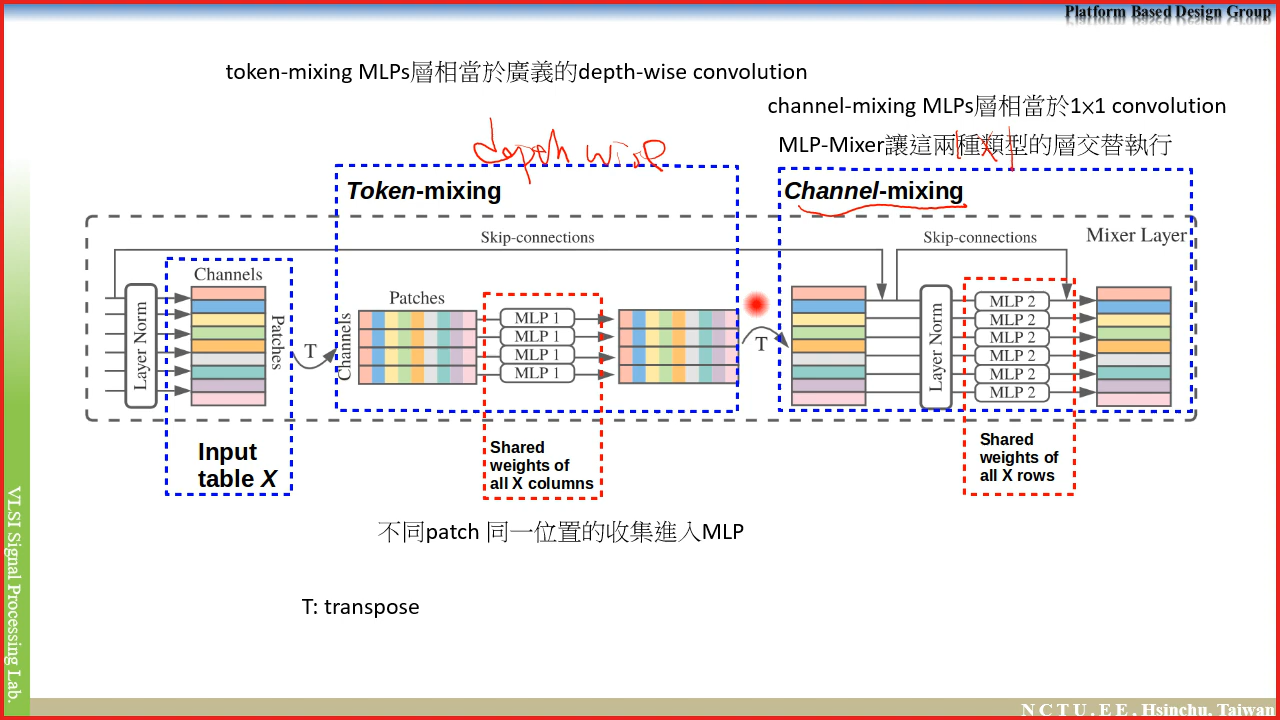 Platform Based Design Group
token-mixing MLPs層相當於廣義的depth-wise convolution
channel-mixing MLPs層相當於1x1 convolution
MLP-Mixer讓這兩種類型的層交替執行
depth wise
1x1
Token-mixing
Channel-mixing
Skip-connections
Skip-connections
Mixer Layer
Channels
Patches
Layer Norm
Patches
T
Channels
MLP 1
MLP 1
MLP 1
MLP 1
T
Layer Norm
MLP 2
MLP 2
MLP 2
MLP 2
MLP 2
MLP 2
Input
table X
Shared
weights of
all X columns
Shared
weights of
all X rows
不同patch 同一位置的收集進入MLP
T: transpose
VLSI Signal Processing Lab.
N C T U . E E , Hsinchu, Taiwan